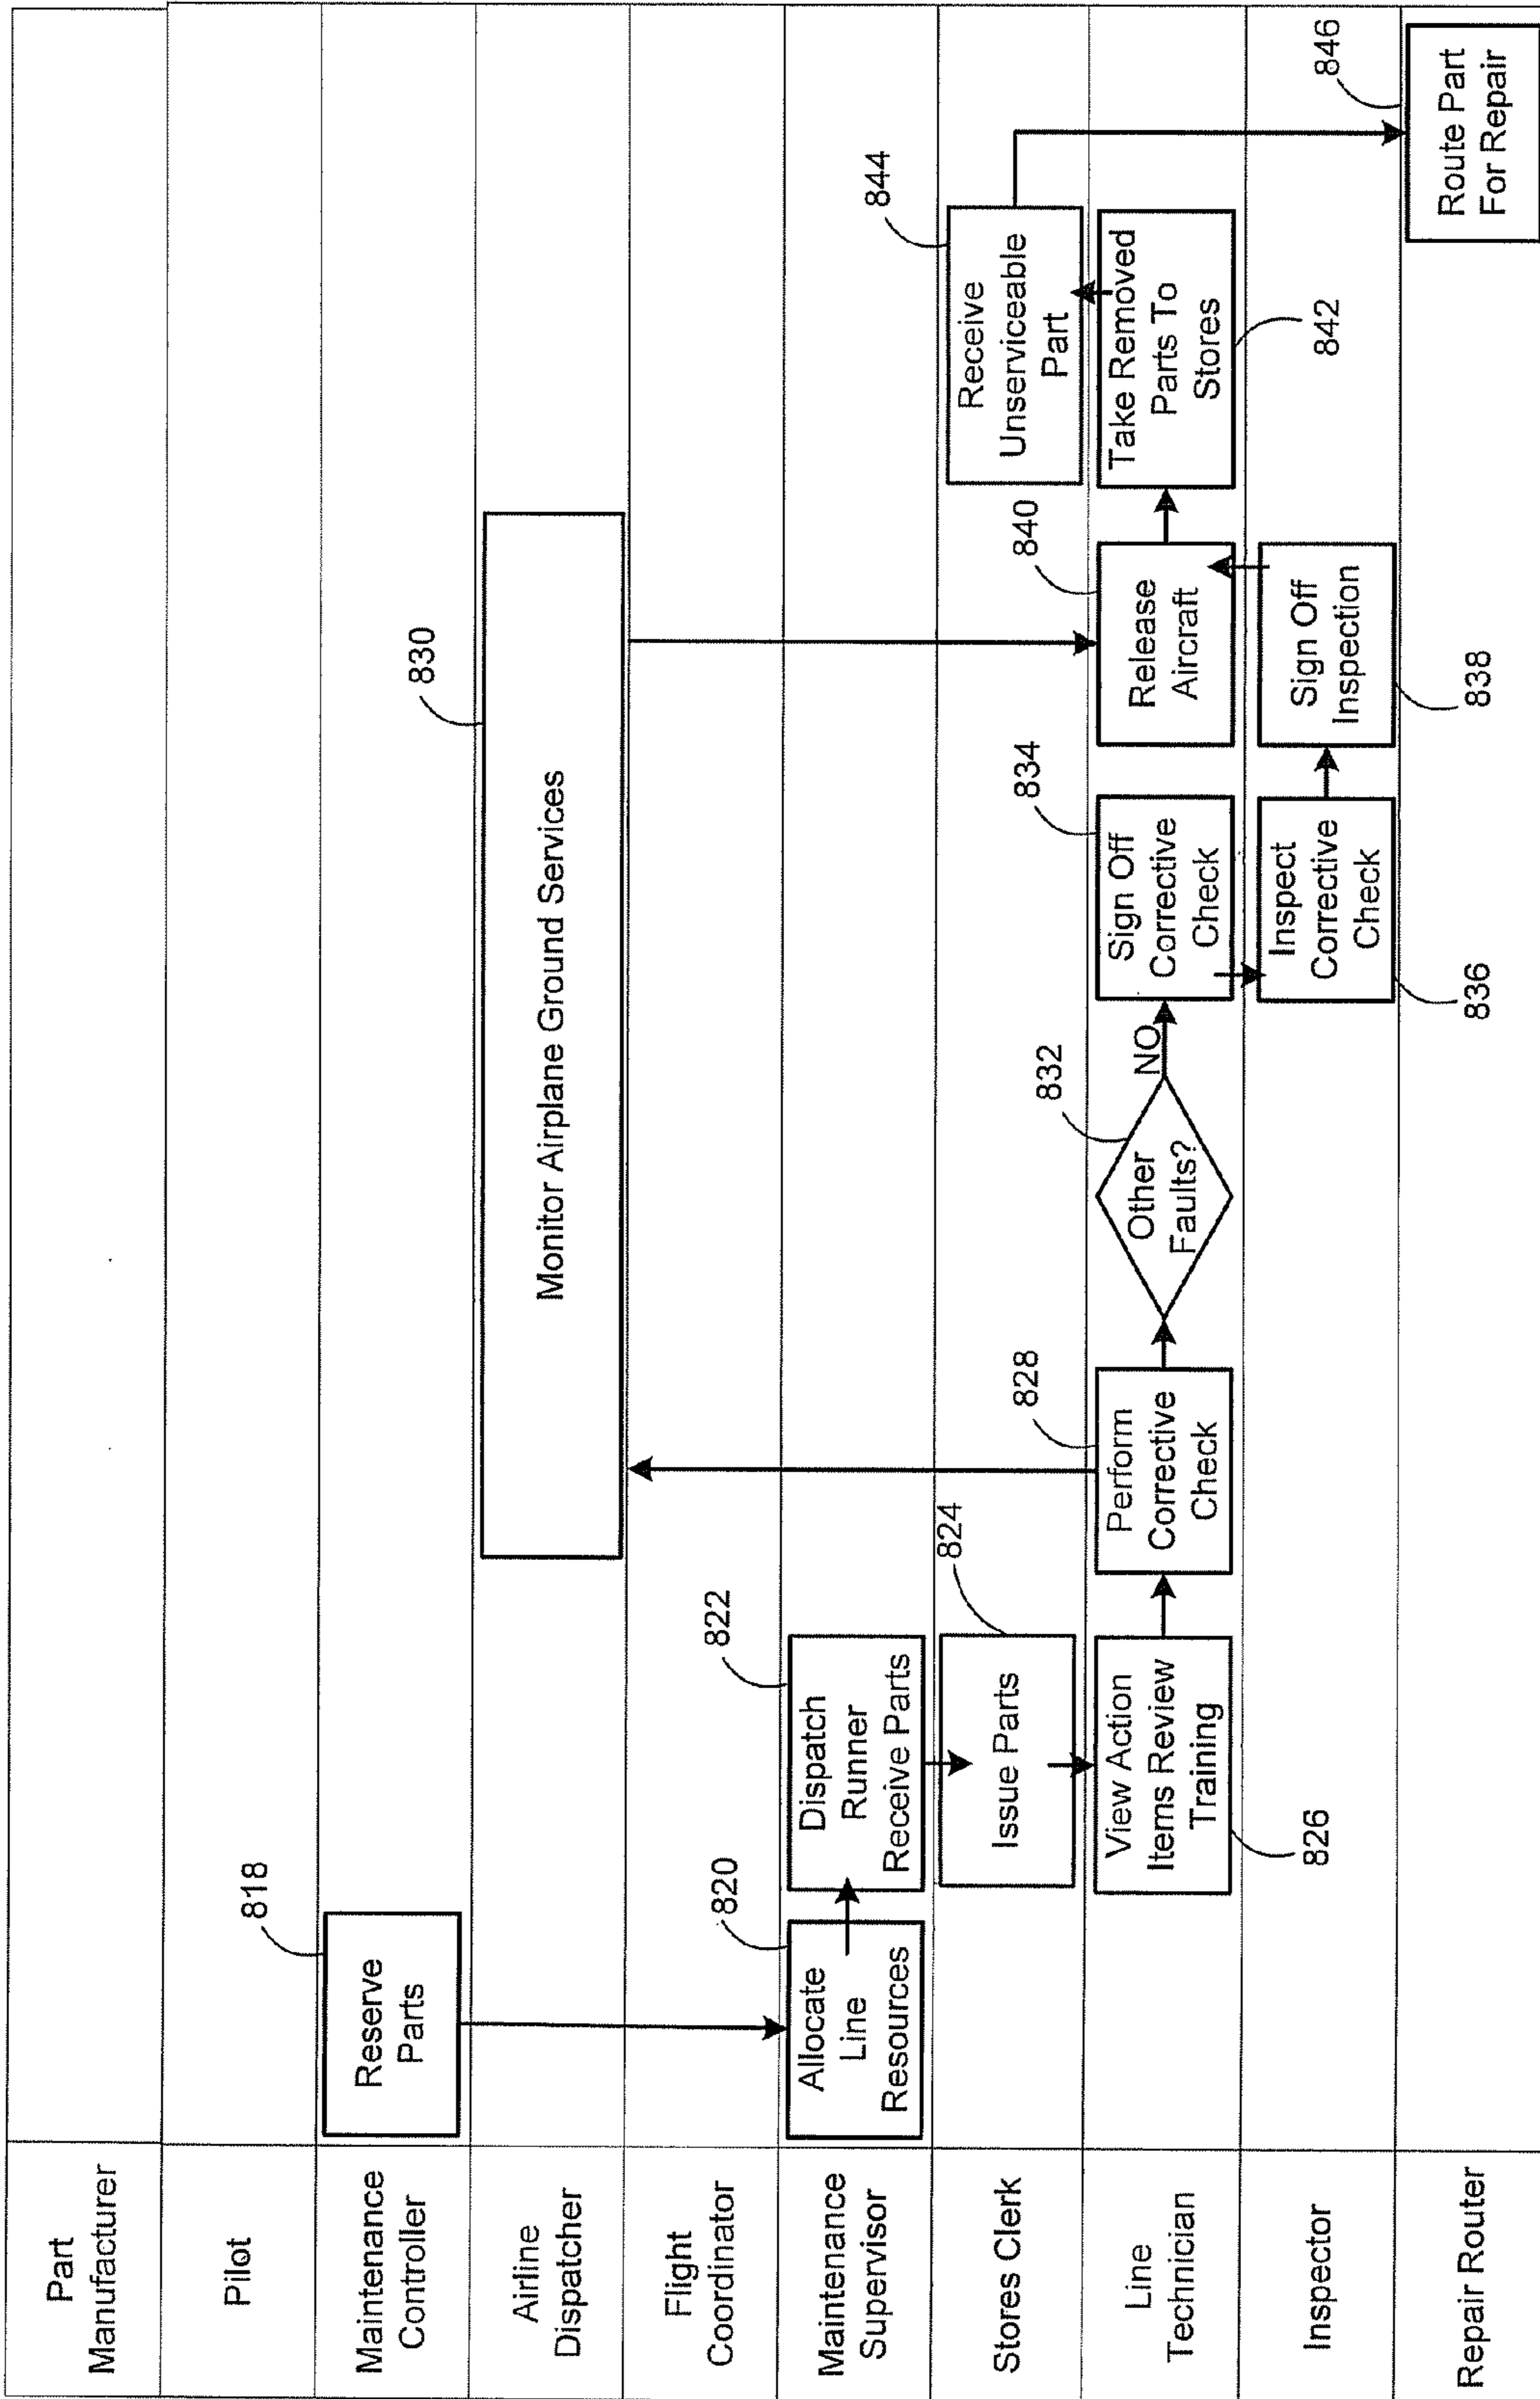 Part
Manufacturer
Pilot
Maintenance
Controller
Airline
Dispatcher
Flight
Coordinator
Maintenance
Supervisor
Stores Clerk
Line
Technician
Inspector
Repair Router
818
Reserve
Parts
820
Allocate
Line
Resources
822
Dispatch
Runner
Receive Parts
824
Issue Parts
View Action
Items Review
Training
826
828
Perform
Corrective
Check
830
Monitor Airplane Ground Services
832
Other
Faults?
NO
834
Sign Off
Corrective
Check
Inspect
Corrective
Check
836
Sign Off
Inspection
838
840
Release
Aircraft
Take Removed
Parts To
Stores
842
844
Receive
Unserviceable
Part
846
Route Part
For Repair